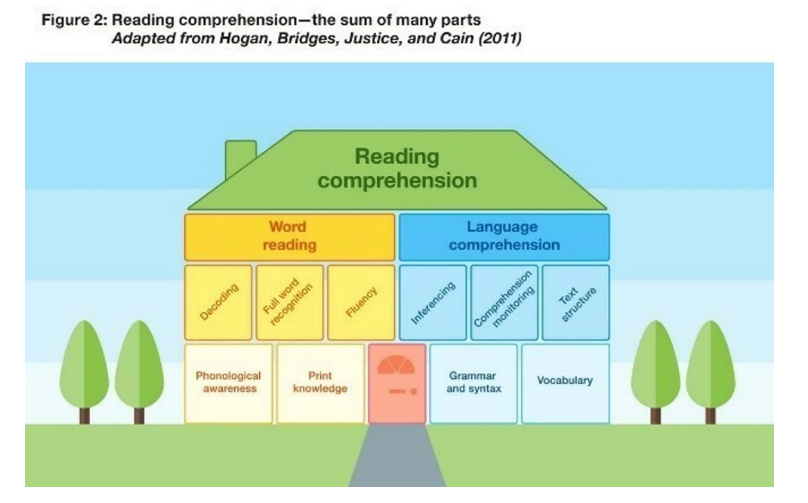 Figure 2: Reading comprehension—the sum of many parts
Adapted from Hogan, Bridges, Justice, and Cain (2011)
Reading
comprehension
Word
reading
Language
comprehension
Decoding
Full word
recognition
Fluency
Inferencing
Comprehension
monitoring
Text
structure
Phonological
awareness
Print
knowledge
Grammar
and syntax
Vocabulary